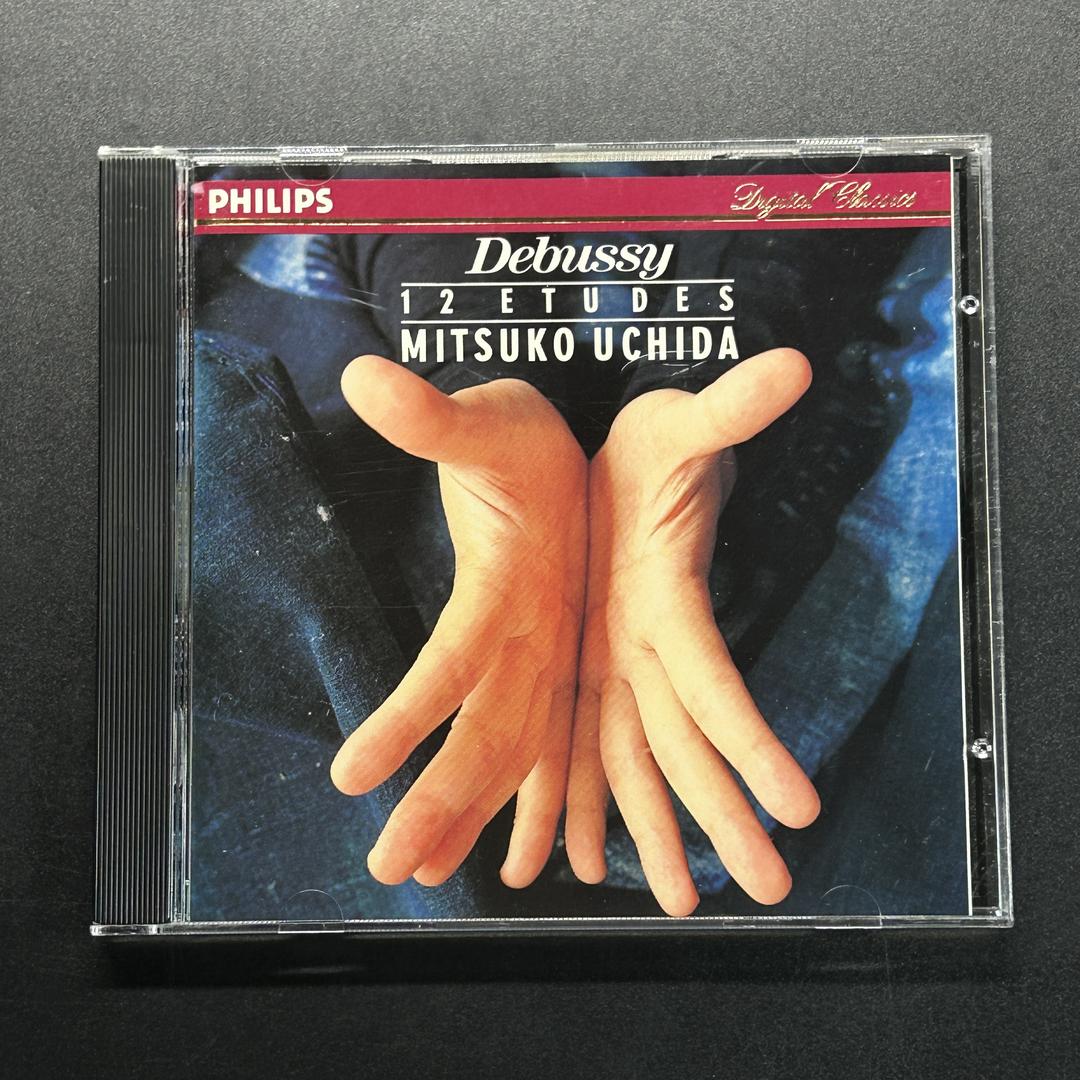 PHILIPS
Digital Classics
Debussy
12 ETUDES
MITSUKO UCHIDA